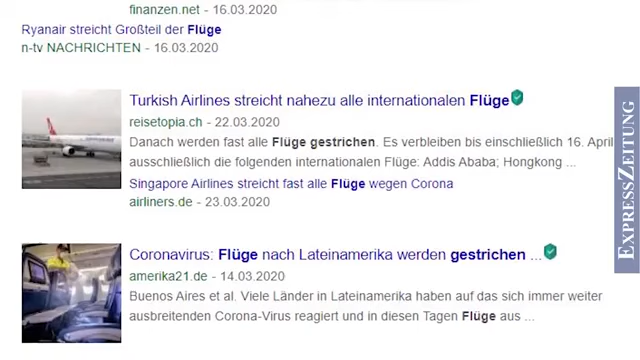 finanzen.net - 16.03.2020
Ryanair streicht Großteil der Flüge
n-tv NACHRICHTEN - 16.03.2020
Turkish Airlines streicht nahezu alle internationalen Flüge
reisetopia.ch - 22.03.2020
Danach werden fast alle Flüge gestrichen. Es verbleiben bis einschließlich 16. April
ausschließlich die folgenden internationalen Flüge: Addis Ababa; Hongkong ...
Singapore Airlines streicht fast alle Flüge wegen Corona
airliners.de - 23.03.2020
Coronavirus: Flüge nach Lateinamerika werden gestrichen ...
amerika21.de - 14.03.2020
Buenos Aires et al. Viele Länder in Lateinamerika haben auf das sich immer weiter
ausbreitenden Corona-Virus reagiert und in diesen Tagen Flüge aus ...
EXPRESSZEITUNG